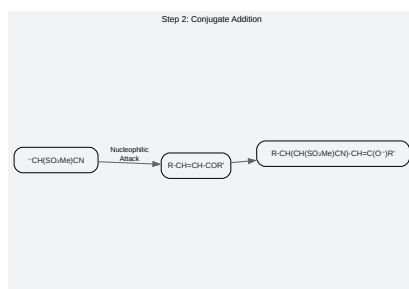 Step 2: Conjugate Addition
Nucleophilic
Attack
⁻CH(SO₂Me)CN
R-CH=CH-COR'
R-CH(CH(SO₂Me)CN)-CH=C(O⁻)R'